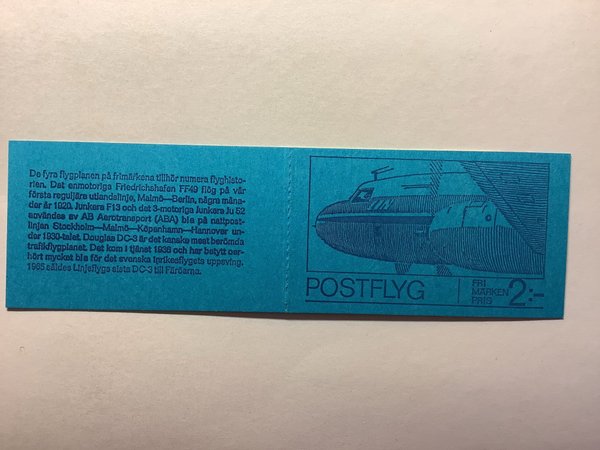 De fyra flygplanen på frimärkena tillhör numera flyghisto-
rien. Det enmotoriga Friedrichshafen FF49 flög på vår
första reguljära utlandslinje, Malmö—Berlin, några måna-
der år 1920. Junkers F13 och det 3-motoriga Junkers Ju 52
användes av AB Aerotransport (ABA) bla på nattpost-
linjen Stockholm—Malmö—Köpenhamn—Hannover un-
der 1930-talet. Douglas DC-3 är det kanske mest berömda
trafikflygplanet. Det kom i tjänst 1936 och har betytt oer-
hört mycket bla för det svenska inrikesflygets uppsving.
1965 såldes Linjeflygs sista DC-3 till Färöarna.
POSTFLYG
FRI
MÄRKEN
PRIS
2:-